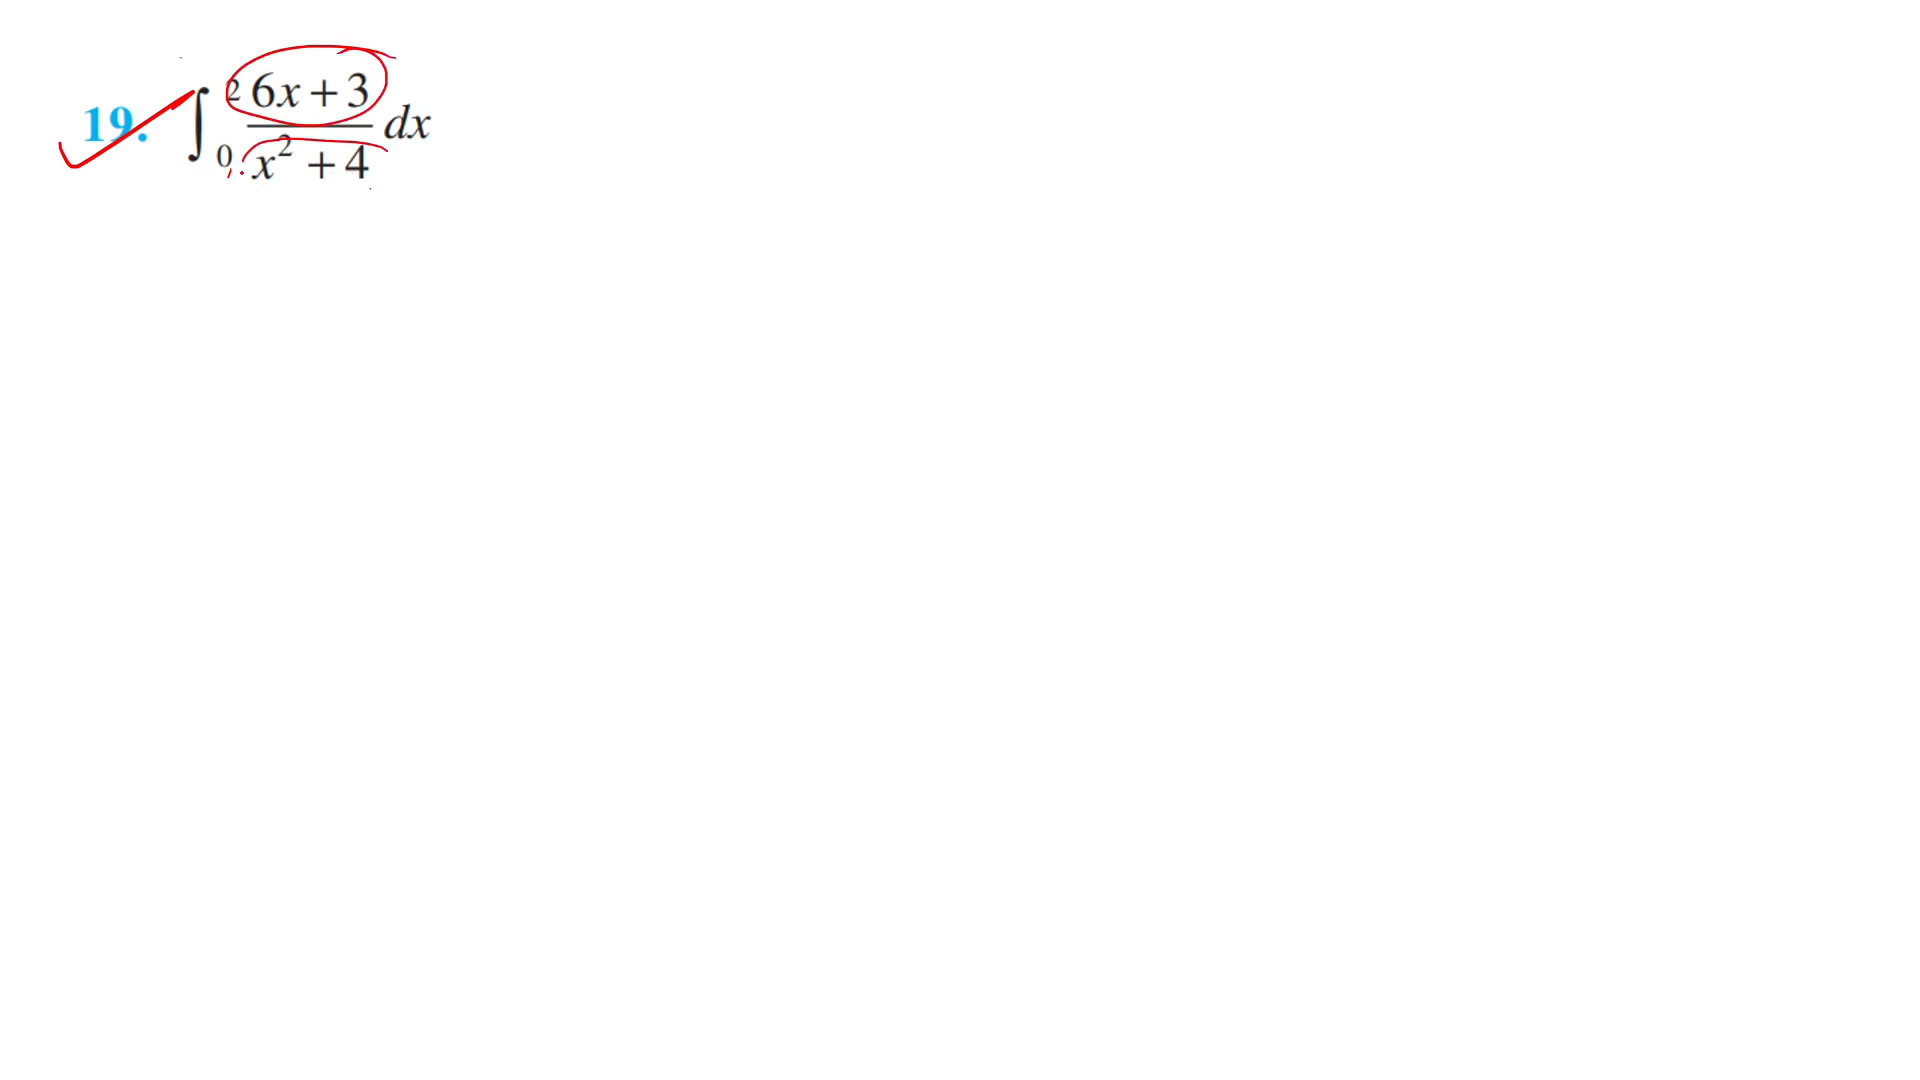 19. ∫₀² (6x + 3)/(x² + 4) dx